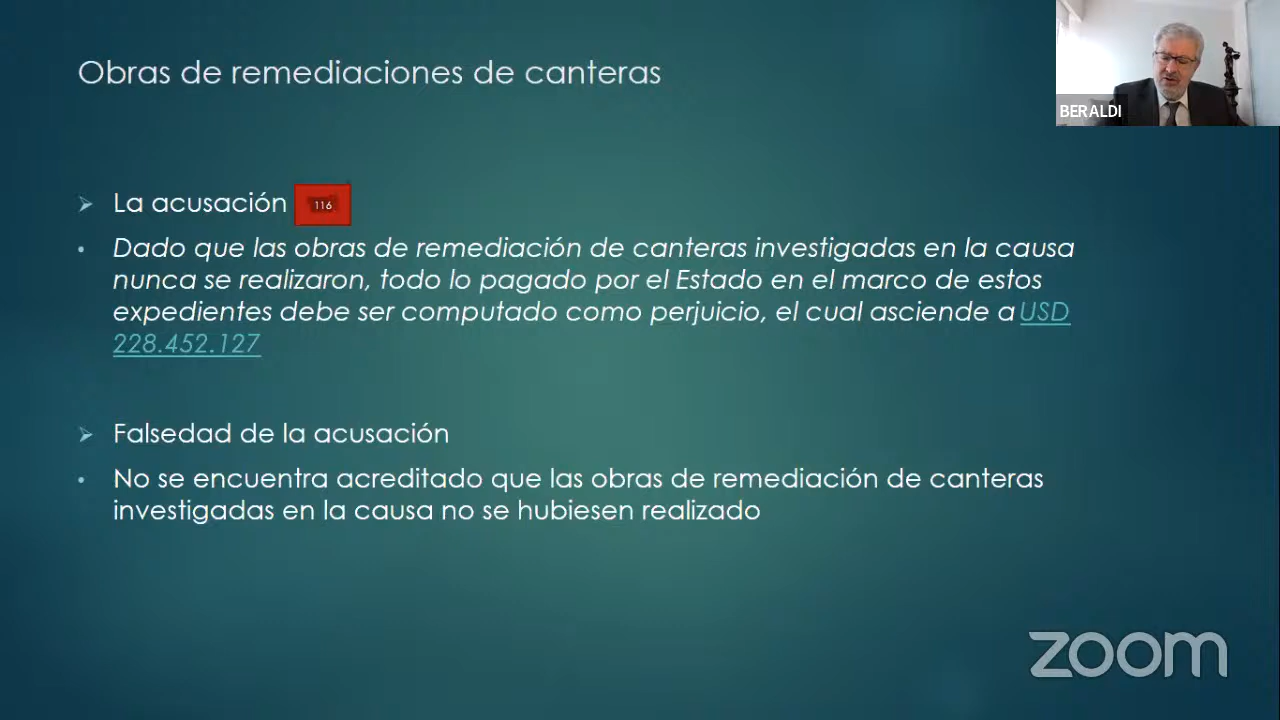 Obras de remediaciones de canteras
BERALDI
La acusación 116
Dado que las obras de remediación de canteras investigadas en la causa
nunca se realizaron, todo lo pagado por el Estado en el marco de estos
expedientes debe ser computado como perjuicio, el cual asciende a USD
228.452.127
Falsedad de la acusación
No se encuentra acreditado que las obras de remediación de canteras
investigadas en la causa no se hubiesen realizado
zoom